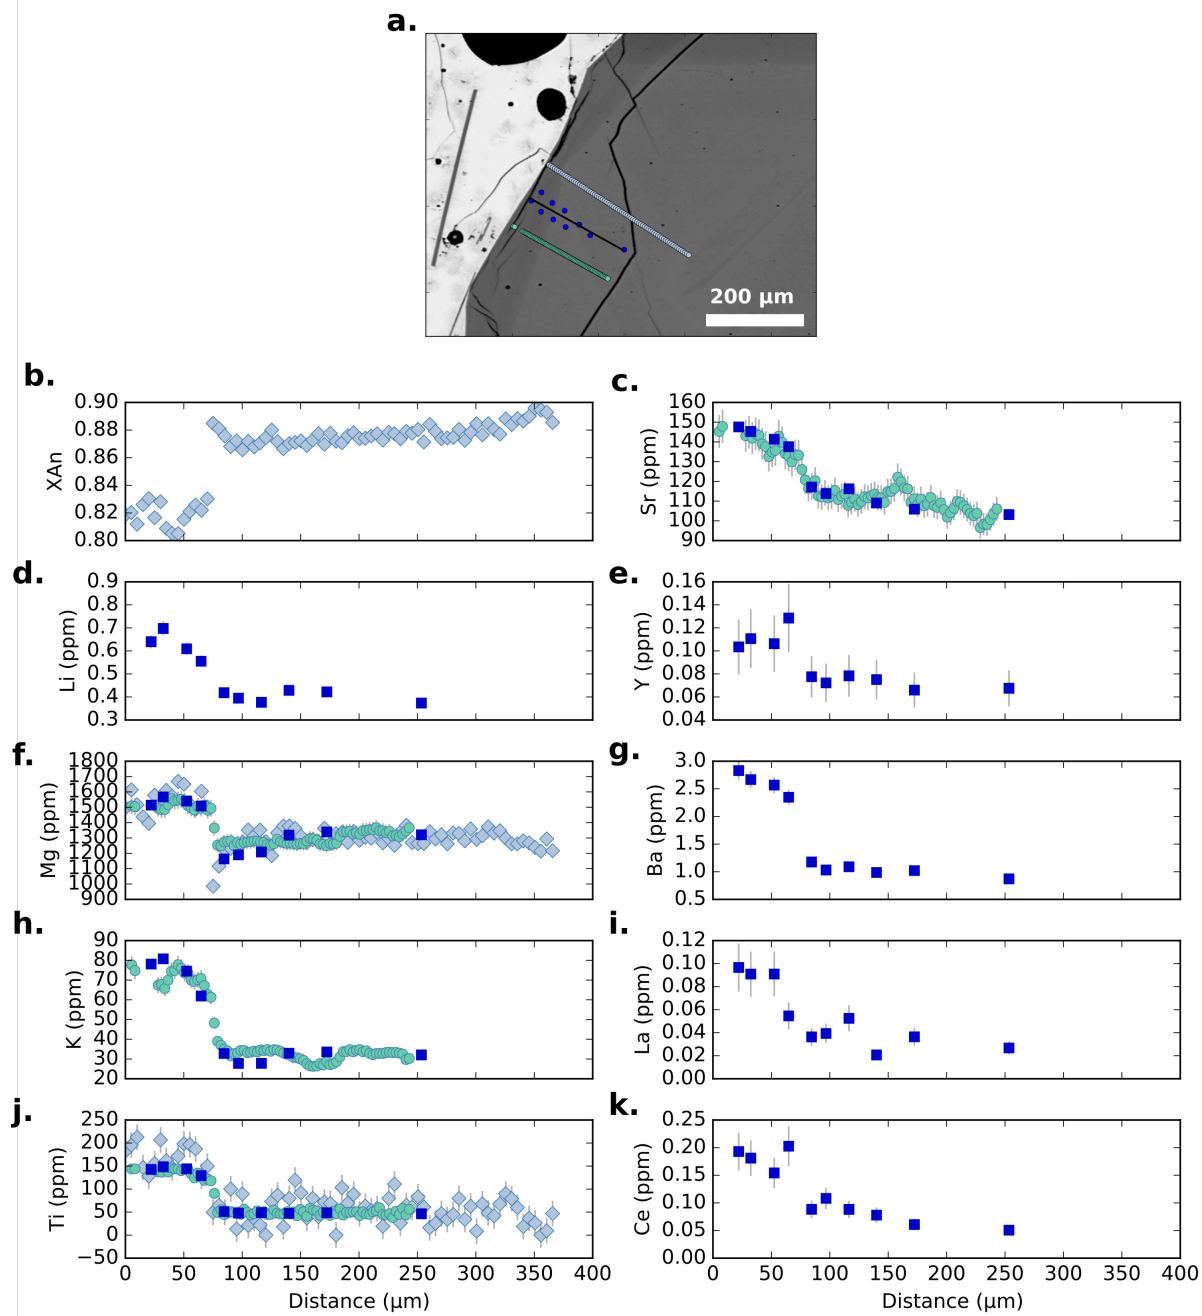 a.
200 μm
b.
XAn
0.90
0.88
0.86
0.84
0.82
0.80
c.
Sr (ppm)
160
150
140
130
120
110
100
90
d.
Li (ppm)
0.9
0.8
0.7
0.6
0.5
0.4
0.3
e.
Y (ppm)
0.16
0.14
0.12
0.10
0.08
0.06
0.04
f.
Mg (ppm)
1800
1700
1600
1500
1400
1300
1200
1100
1000
900
g.
Ba (ppm)
3.0
2.5
2.0
1.5
1.0
0.5
h.
K (ppm)
90
80
70
60
50
40
30
20
i.
La (ppm)
0.12
0.10
0.08
0.06
0.04
0.02
0.00
j.
Ti (ppm)
250
200
150
100
50
0
−50
0 50 100 150 200 250 300 350 400
Distance (μm)
k.
Ce (ppm)
0.25
0.20
0.15
0.10
0.05
0.00
0 50 100 150 200 250 300 350 400
Distance (μm)